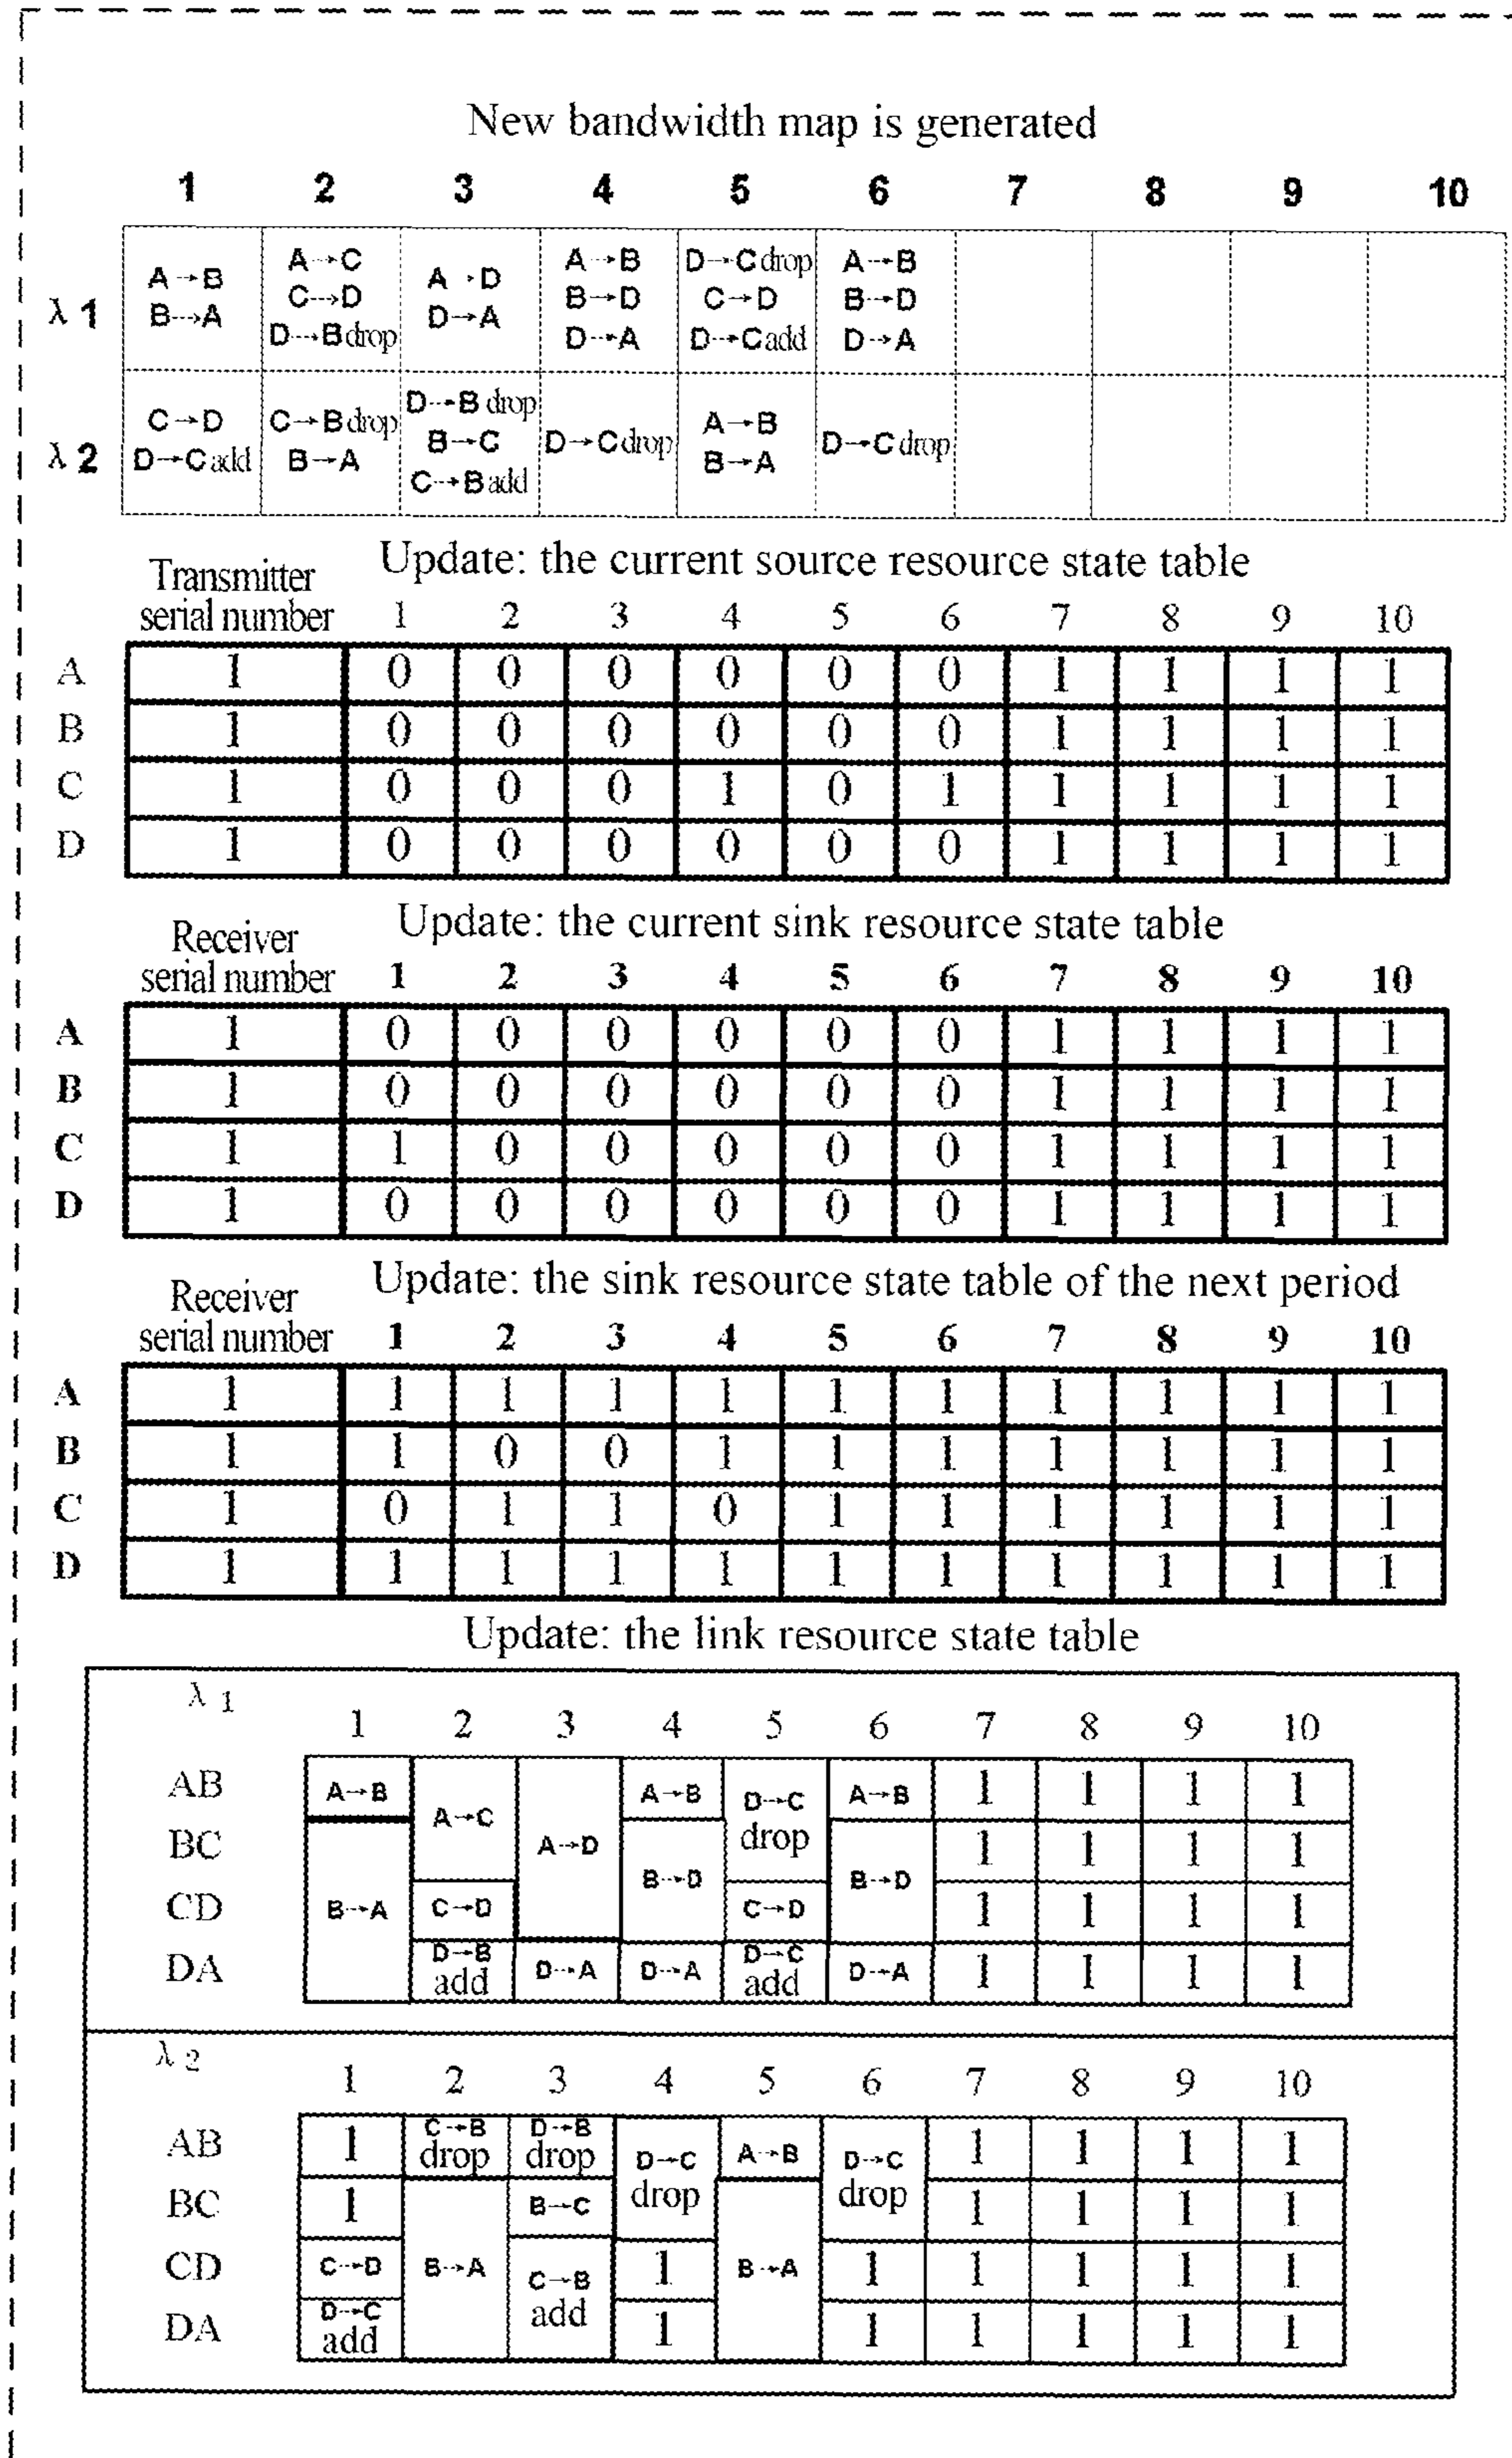 New bandwidth map is generated
1 2 3 4 5 6 7 8 9 10
λ 1
A→B
B→A
A→C
C→D
D→B drop
A→D
D→A
A→B
B→D
D→A
D→C drop
C→D
D→C add
A→B
B→D
D→A
λ 2
C→D
D→C add
C→B drop
B→A
D→B drop
B→C
C→B add
D→C drop
A→B
B→A
D→C drop
Update: the current source resource state table
Transmitter
serial number 1 2 3 4 5 6 7 8 9 10
A 1 0 0 0 0 0 0 1 1 1 1
B 1 0 0 0 0 0 0 1 1 1 1
C 1 0 0 0 1 0 1 1 1 1 1
D 1 0 0 0 0 0 0 1 1 1 1
Update: the current sink resource state table
Receiver
serial number 1 2 3 4 5 6 7 8 9 10
A 1 0 0 0 0 0 0 1 1 1 1
B 1 0 0 0 0 0 0 1 1 1 1
C 1 1 0 0 0 0 0 1 1 1 1
D 1 0 0 0 0 0 0 1 1 1 1
Update: the sink resource state table of the next period
Receiver
serial number 1 2 3 4 5 6 7 8 9 10
A 1 1 1 1 1 1 1 1 1 1 1
B 1 1 0 0 1 1 1 1 1 1 1
C 1 0 1 1 0 1 1 1 1 1 1
D 1 1 1 1 1 1 1 1 1 1 1
Update: the link resource state table
λ 1
1 2 3 4 5 6 7 8 9 10
AB
BC
CD
DA
A→B
B→A
A→C
C→D
D→B
add
A→D
D→A
A→B
B→D
D→A
D→C
drop
C→D
D→C
add
A→B
B→D
D→A
1 1 1 1
1 1 1 1
1 1 1 1
1 1 1 1
λ 2
1 2 3 4 5 6 7 8 9 10
AB
BC
CD
DA
1
1
C→D
D→C
add
C→B
drop
B→A
D→B
drop
B→C
C→B
add
D→C
drop
1
1
A→B
B→A
D→C
drop
1
1
1 1 1 1
1 1 1 1
1 1 1 1
1 1 1 1